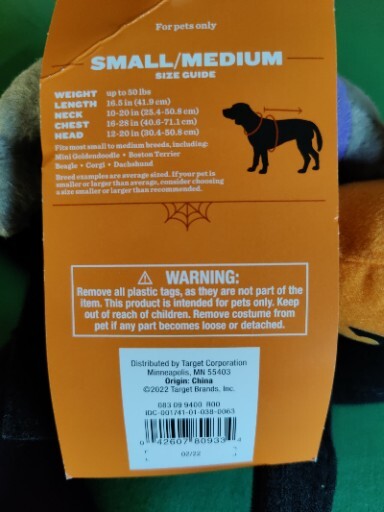 For pets only
SMALL/MEDIUM
SIZE GUIDE
WEIGHT up to 50 lbs
LENGTH 16.5 in (41.9 cm)
NECK 10-20 in (25.4-50.8 cm)
CHEST 16-28 in (40.6-71.1 cm)
HEAD 12-20 in (30.4-50.8 cm)
Fits most small to medium breeds, including:
Mini Goldendoodle • Boston Terrier
Beagle • Corgi • Dachshund
Breed examples are average sized. If your pet is
smaller or larger than average, consider choosing
a size smaller or larger than recommended.
⚠ WARNING:
Remove all plastic tags, as they are not part of the
item. This product is intended for pets only. Keep
out of reach of children. Remove costume from
pet if any part becomes loose or detached.
Distributed by Target Corporation
Minneapolis, MN 55403
Origin: China
©2022 Target Brands, Inc.
083 09 9400 R00
IDC-001741-01-038-0063
0 42607 80933 4
02/22